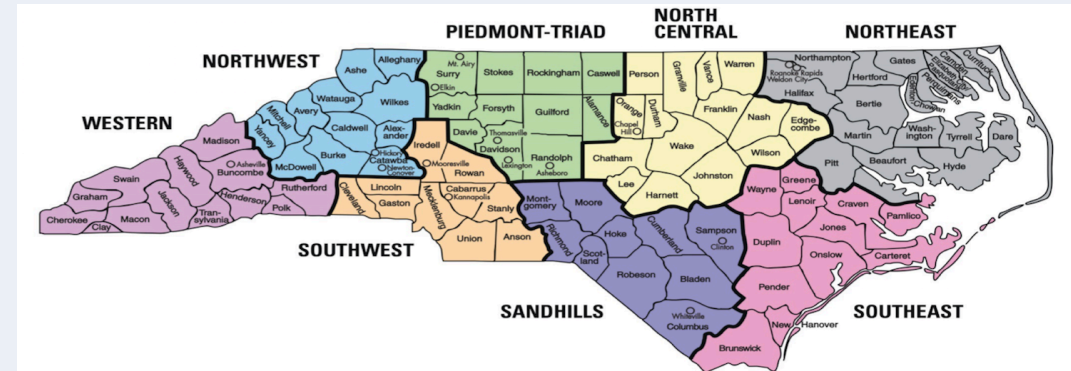 PIEDMONT-TRIAD
NORTH
CENTRAL
NORTHEAST
NORTHWEST
WESTERN
SOUTHWEST
SANDHILLS
SOUTHEAST
Ashe
Alleghany
Watauga
Wilkes
Mitchell
Avery
Yancey
Caldwell
Alex-
ander
McDowell
Burke
Hickory
Catawba
Newton-
Conover
Mt. Airy
Surry
Elkin
Stokes
Rockingham
Caswell
Yadkin
Forsyth
Guilford
Alamance
Davie
Thomasville
Davidson
Lexington
Randolph
Asheboro
Person
Granville
Vance
Warren
Orange
Chapel
Hill
Durham
Franklin
Nash
Edge-
combe
Wake
Wilson
Chatham
Johnston
Lee
Harnett
Northampton
Roanoke Rapids
Weldon City
Halifax
Hertford
Gates
Camden
Currituck
Perquimans
Chowan
Bertie
Martin
Wash-
ington
Tyrrell
Dare
Pitt
Beaufort
Hyde
Madison
Haywood
Asheville
Buncombe
Swain
Graham
Jackson
Henderson
Rutherford
Polk
Cherokee
Clay
Macon
Tran-
sylvania
Iredell
Mooresville
Rowan
Cleveland
Lincoln
Gaston
Mecklenburg
Cabarrus
Kannapolis
Stanly
Union
Anson
Mont-
gomery
Moore
Richmond
Scot-
land
Hoke
Cumberland
Sampson
Clinton
Robeson
Bladen
Whiteville
Columbus
Wayne
Greene
Lenoir
Craven
Pamlico
Jones
Duplin
Onslow
Carteret
Pender
New Hanover
Brunswick